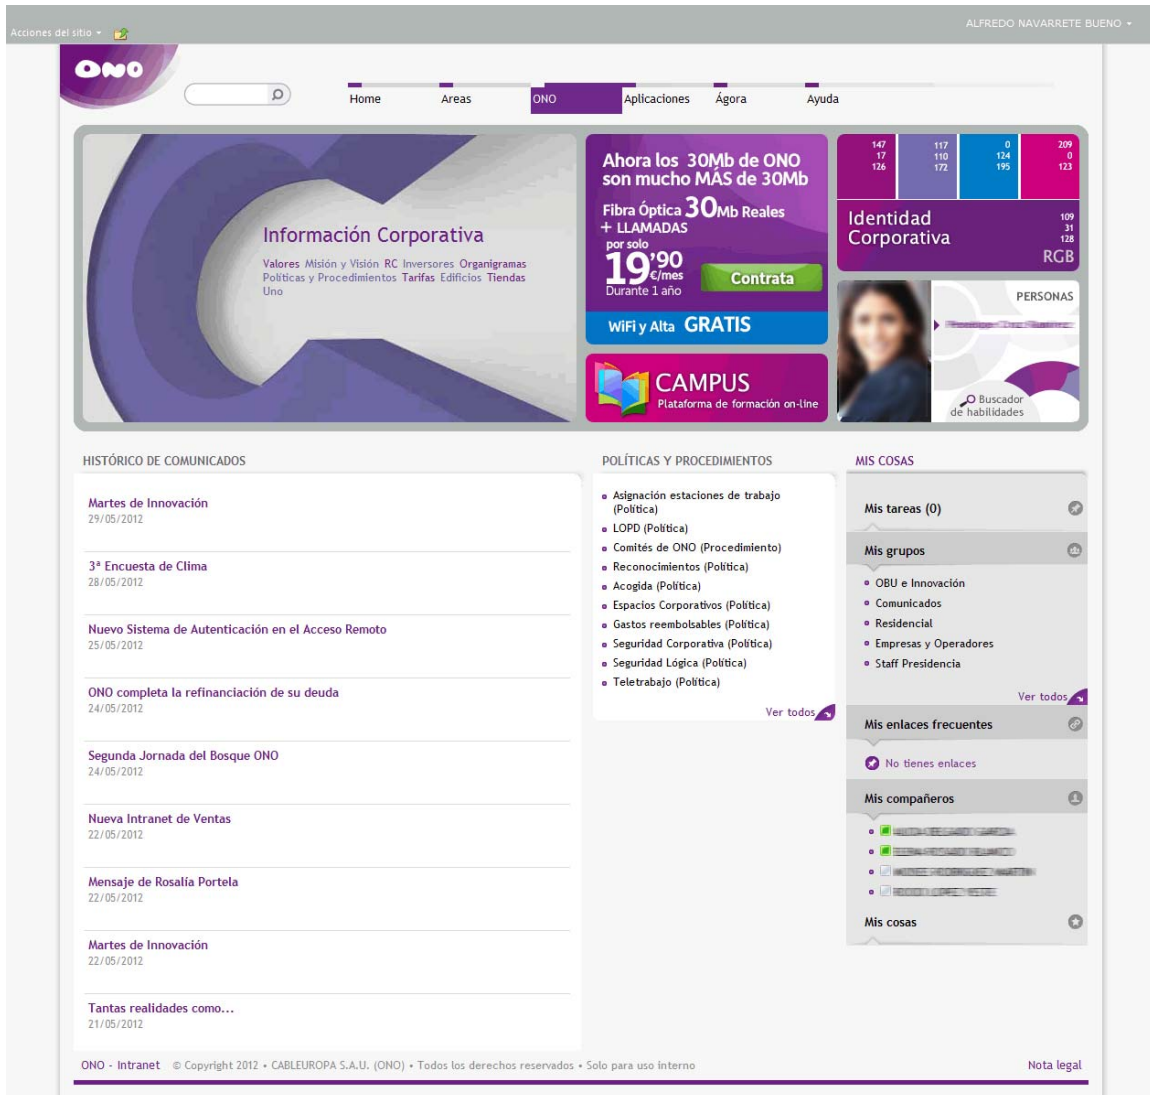 ALFREDO NAVARRETE BUENO
Acciones del sitio
ONO
Home
Areas
ONO
Aplicaciones
Ágora
Ayuda
Información Corporativa
Valores Misión y Visión RC Inversores Organigramas
Políticas y Procedimientos Tarifas Edificios Tiendas
Uno
Ahora los 30Mb de ONO
son mucho MÁS de 30Mb
Fibra Óptica 30Mb Reales
+ LLAMADAS
por solo
19'90
€/mes
Durante 1 año
Contrata
WiFi y Alta GRATIS
CAMPUS
Plataforma de formación on-line
147 117 0 209
17 110 124 0
126 172 195 123
Identidad
Corporativa
109
31
128
RGB
PERSONAS
Buscador
de habilidades
HISTÓRICO DE COMUNICADOS
Martes de Innovación
29/05/2012
3ª Encuesta de Clima
28/05/2012
Nuevo Sistema de Autenticación en el Acceso Remoto
25/05/2012
ONO completa la refinanciación de su deuda
24/05/2012
Segunda Jornada del Bosque ONO
24/05/2012
Nueva Intranet de Ventas
22/05/2012
Mensaje de Rosalía Portela
22/05/2012
Martes de Innovación
22/05/2012
Tantas realidades como...
21/05/2012
POLÍTICAS Y PROCEDIMIENTOS
Asignación estaciones de trabajo
(Política)
LOPD (Política)
Comités de ONO (Procedimiento)
Reconocimientos (Política)
Acogida (Política)
Espacios Corporativos (Política)
Gastos reembolsables (Política)
Seguridad Corporativa (Política)
Seguridad Lógica (Política)
Teletrabajo (Política)
Ver todos
MIS COSAS
Mis tareas (0)
Mis grupos
OBU e Innovación
Comunicados
Residencial
Empresas y Operadores
Staff Presidencia
Ver todos
Mis enlaces frecuentes
No tienes enlaces
Mis compañeros
Mis cosas
ONO - Intranet © Copyright 2012 • CABLEUROPA S.A.U. (ONO) • Todos los derechos reservados • Solo para uso interno
Nota legal